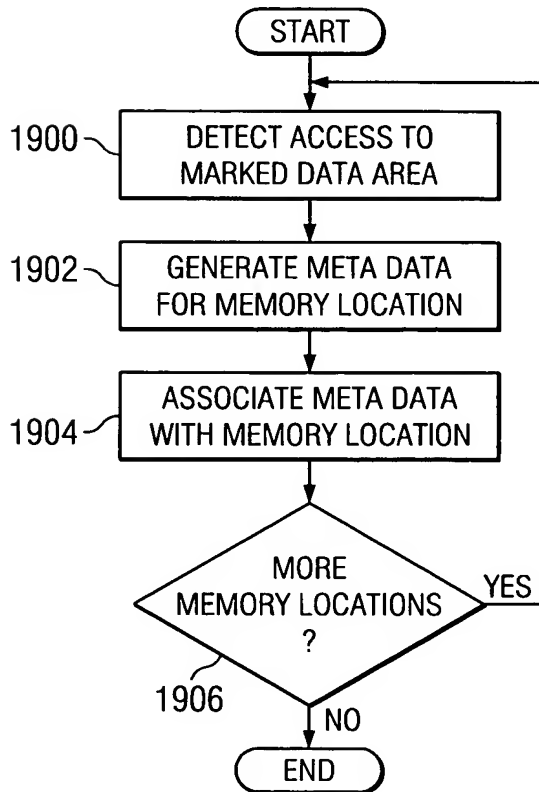 START
1900
DETECT ACCESS TO
MARKED DATA AREA
1902
GENERATE META DATA
FOR MEMORY LOCATION
1904
ASSOCIATE META DATA
WITH MEMORY LOCATION
MORE
MEMORY LOCATIONS
?
YES
1906
NO
END